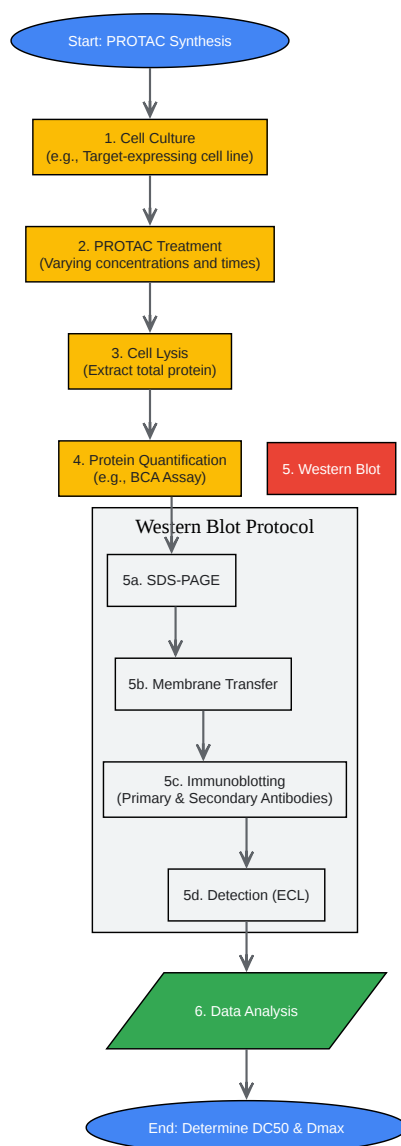 Start: PROTAC Synthesis
1. Cell Culture
(e.g., Target-expressing cell line)
2. PROTAC Treatment
(Varying concentrations and times)
3. Cell Lysis
(Extract total protein)
4. Protein Quantification
(e.g., BCA Assay)
5. Western Blot
Western Blot Protocol
5a. SDS-PAGE
5b. Membrane Transfer
5c. Immunoblotting
(Primary & Secondary Antibodies)
5d. Detection (ECL)
6. Data Analysis
End: Determine DC50 & Dmax